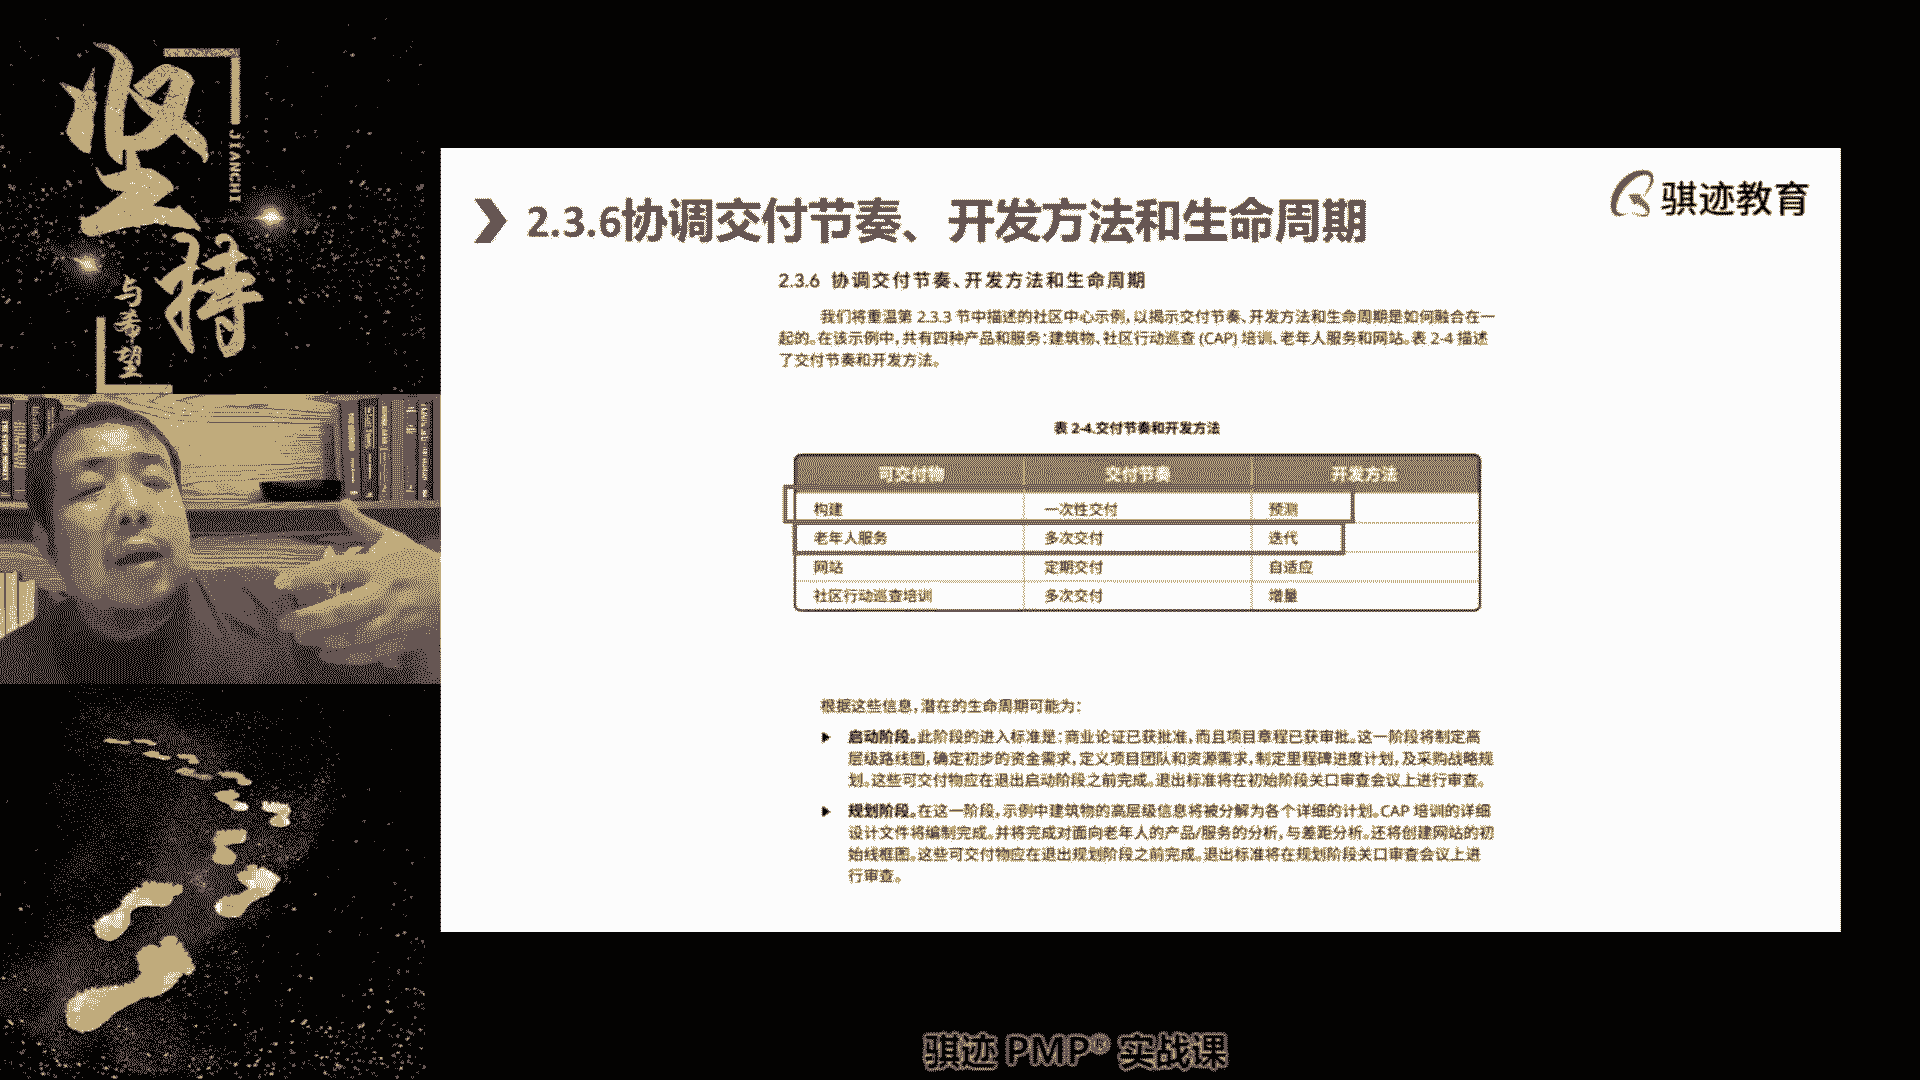 坚
JIANCHI
持
与希望
骐迹教育
2.3.6协调交付节奏、开发方法和生命周期
2.3.6 协调交付节奏、开发方法和生命周期
我们将重温第 2.3.3 节中描述的社区中心示例，以揭示交付节奏、开发方法和生命周期是如何融合在一
起的。在该示例中，共有四种产品和服务：建筑物、社区行动巡查 (CAP) 培训、老年人服务和网站。表 2-4 描述
了交付节奏和开发方法。
表 2-4.交付节奏和开发方法
可交付物 交付节奏 开发方法
构建 一次性交付 预测
老年人服务 多次交付 迭代
网站 定期交付 自适应
社区行动巡查培训 多次交付 增量
根据这些信息，潜在的生命周期可能为：
启动阶段。此阶段的进入标准是：商业论证已获批准，而且项目章程已获审批。这一阶段将制定高
层级路线图，确定初步的资金需求，定义项目团队和资源需求，制定里程碑进度计划，及采购战略规
划。这些可交付物应在退出启动阶段之前完成。退出标准将在初始阶段关口审查会议上进行审查。
规划阶段。在这一阶段，示例中建筑物的高层级信息将被分解为各个详细的计划。CAP 培训的详细
设计文件将编制完成。并将完成对面向老年人的产品/服务的分析，与差距分析。还将创建网站的初
始线框图。这些可交付物应在退出规划阶段之前完成。退出标准将在规划阶段关口审查会议上进
行审查。
骐迹 PMP® 实战课